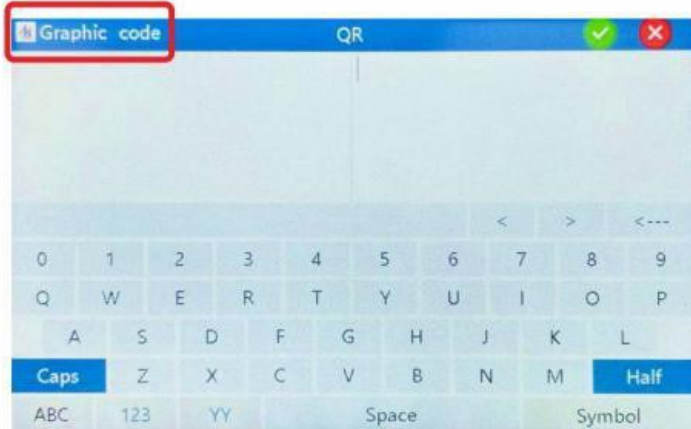 Graphic code QR
< > <---
0 1 2 3 4 5 6 7 8 9
Q W E R T Y U I O P
A S D F G H J K L
Caps Z X C V B N M Half
ABC 123 YY Space Symbol